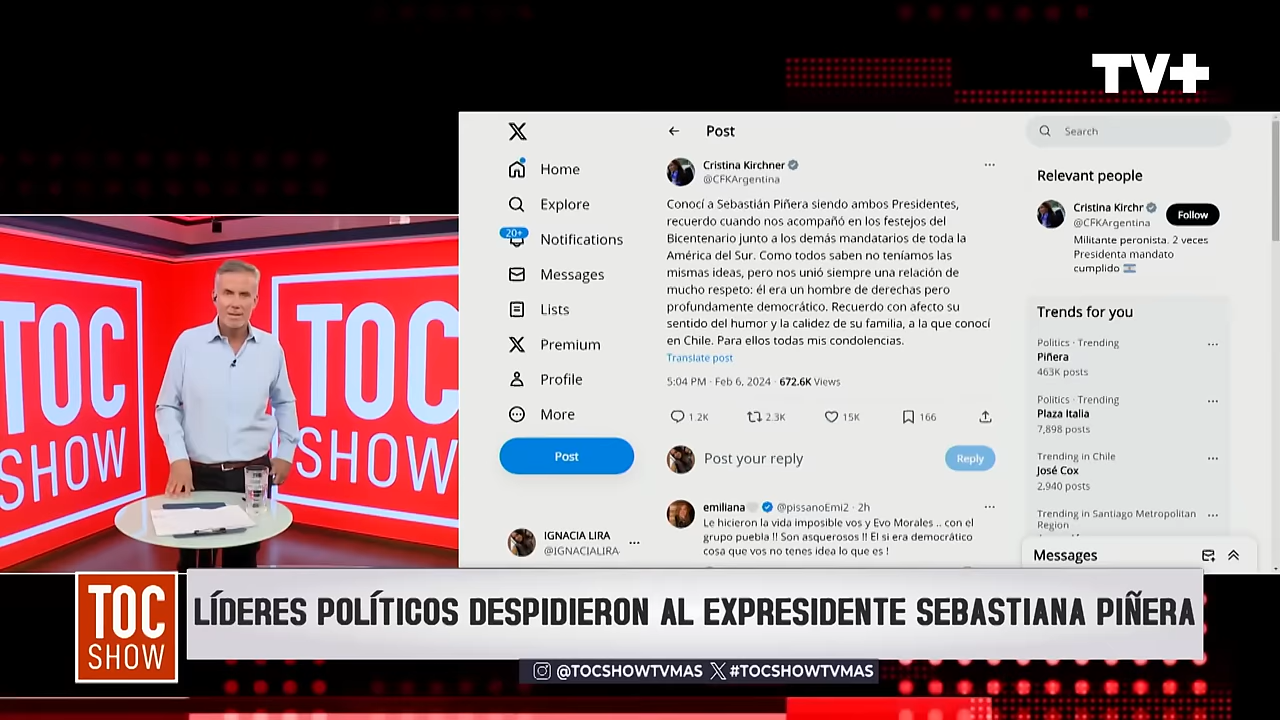 TV+
TOC
SHOW
TOC
SHOW
X
Home
Explore
20+
Notifications
Messages
Lists
Premium
Profile
More
Post
IGNACIA LIRA
@IGNACIALIRA
Post
Cristina Kirchner
@CFKArgentina
Conocí a Sebastián Piñera siendo ambos Presidentes,
recuerdo cuando nos acompañó en los festejos del
Bicentenario junto a los demás mandatarios de toda la
América del Sur. Como todos saben no teníamos las
mismas ideas, pero nos unió siempre una relación de
mucho respeto: él era un hombre de derechas pero
profundamente democrático. Recuerdo con afecto su
sentido del humor y la calidez de su familia, a la que conocí
en Chile. Para ellos todas mis condolencias.
Translate post
5:04 PM · Feb 6, 2024 · 672.6K Views
1.2K 2.3K 15K 166
Post your reply
Reply
emiliana @pissanoEmi2 · 2h
Le hicieron la vida imposible vos y Evo Morales .. con el
grupo puebla !! Son asquerosos !! El si era democrático
cosa que vos no tenes idea lo que es !
Search
Relevant people
Cristina Kirchr
@CFKArgentina
Follow
Militante peronista. 2 veces
Presidenta mandato
cumplido
Trends for you
Politics · Trending
Piñera
463K posts
Politics · Trending
Plaza Italia
7,898 posts
Trending in Chile
José Cox
2,940 posts
Trending in Santiago Metropolitan
Region
Messages
TOC
SHOW
LÍDERES POLÍTICOS DESPIDIERON AL EXPRESIDENTE SEBASTIANA PIÑERA
@TOCSHOWTVMAS X #TOCSHOWTVMAS